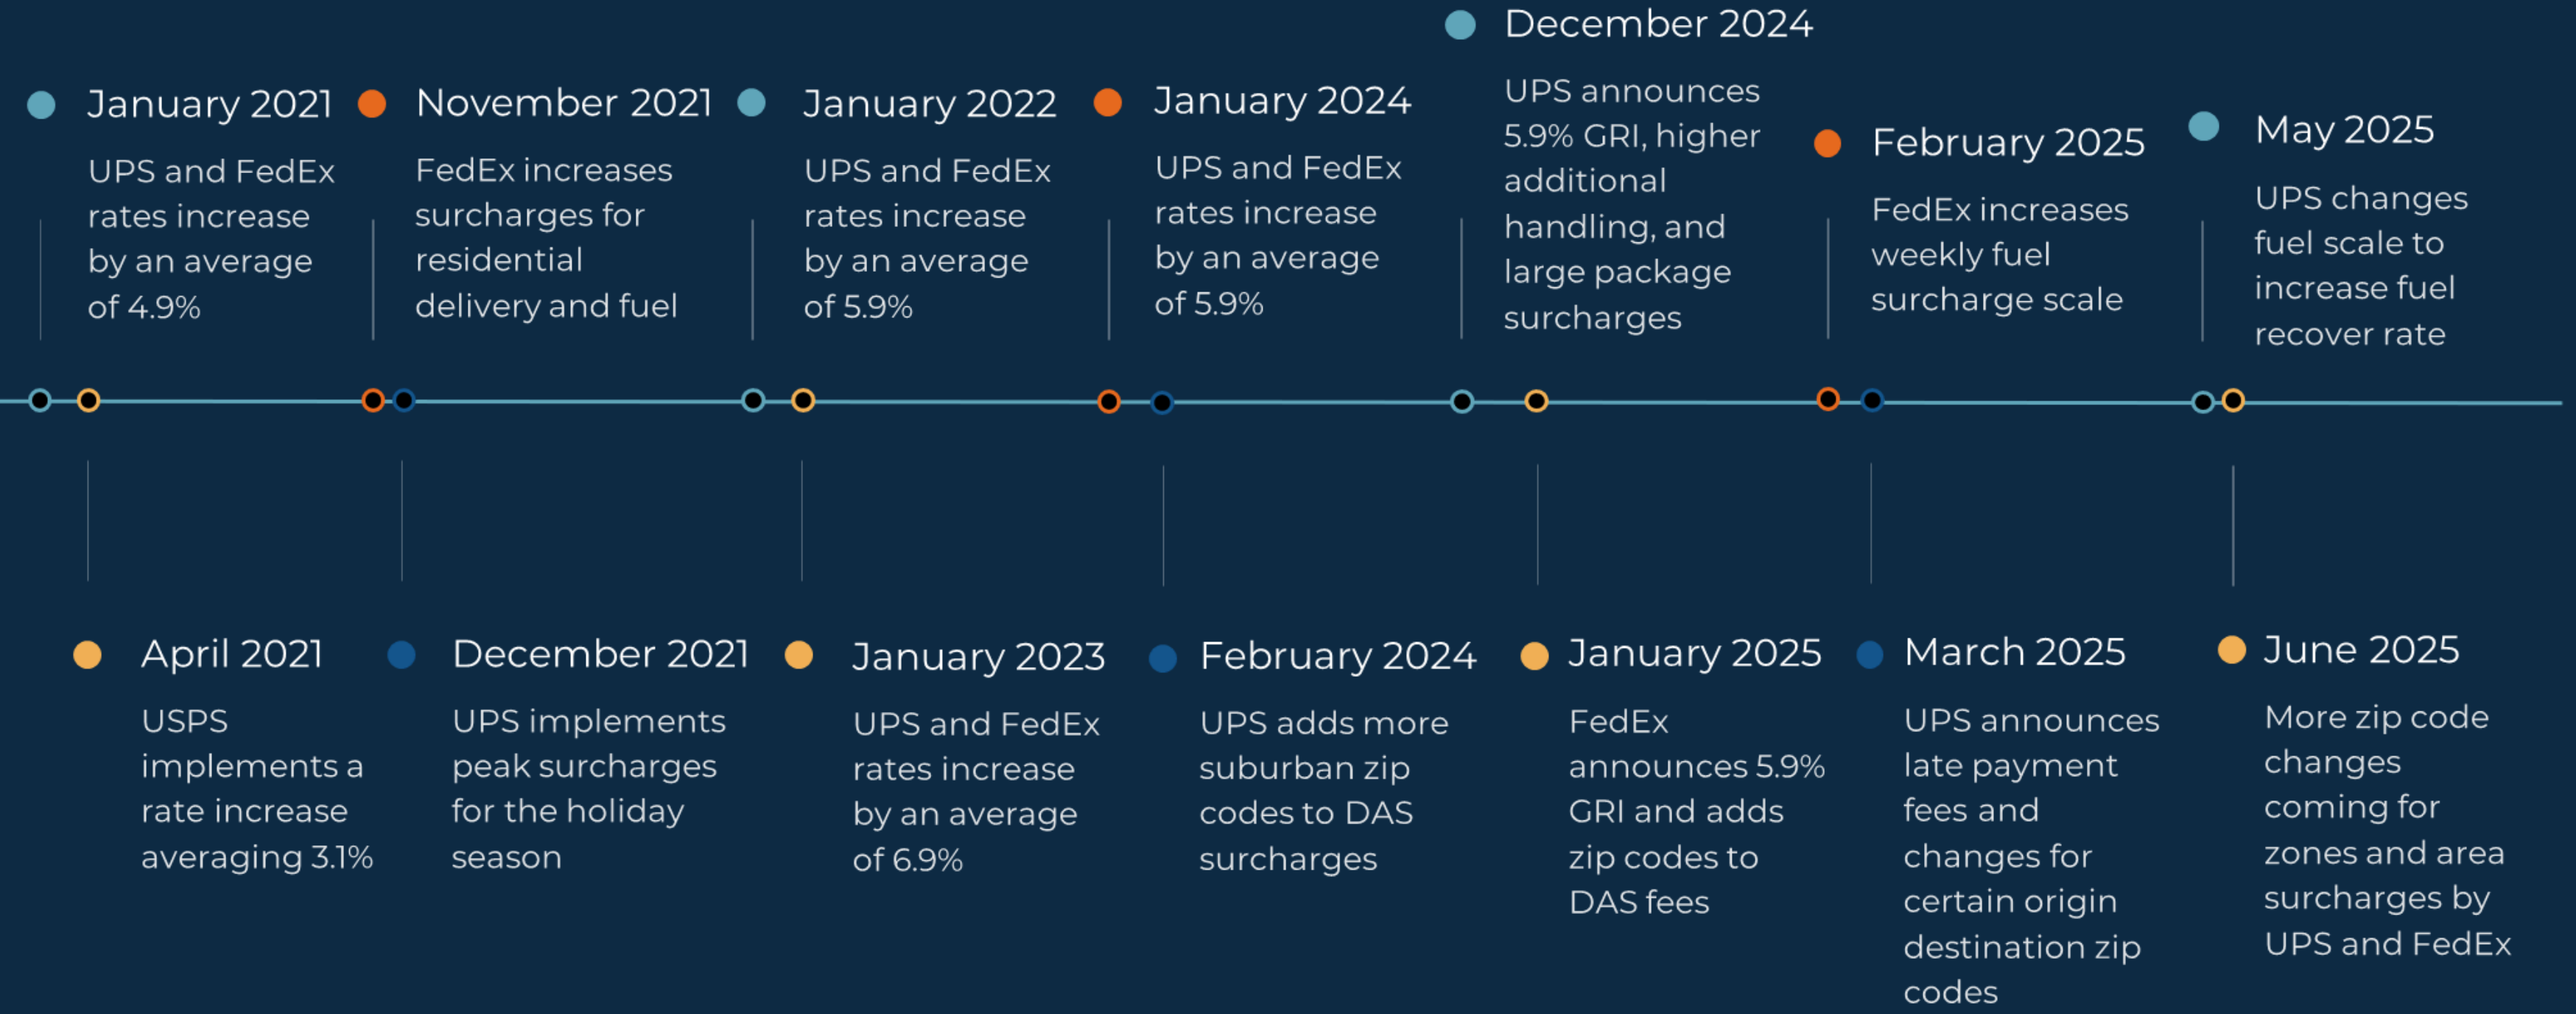 January 2021
UPS and FedEx
rates increase
by an average
of 4.9%
November 2021
FedEx increases
surcharges for
residential
delivery and fuel
January 2022
UPS and FedEx
rates increase
by an average
of 5.9%
January 2024
UPS and FedEx
rates increase
by an average
of 5.9%
December 2024
UPS announces
5.9% GRI, higher
additional
handling, and
large package
surcharges
February 2025
FedEx increases
weekly fuel
surcharge scale
May 2025
UPS changes
fuel scale to
increase fuel
recover rate
April 2021
USPS
implements a
rate increase
averaging 3.1%
December 2021
UPS implements
peak surcharges
for the holiday
season
January 2023
UPS and FedEx
rates increase
by an average
of 6.9%
February 2024
UPS adds more
suburban zip
codes to DAS
surcharges
January 2025
FedEx
announces 5.9%
GRI and adds
zip codes to
DAS fees
March 2025
UPS announces
late payment
fees and
changes for
certain origin
destination zip
codes
June 2025
More zip code
changes
coming for
zones and area
surcharges by
UPS and FedEx